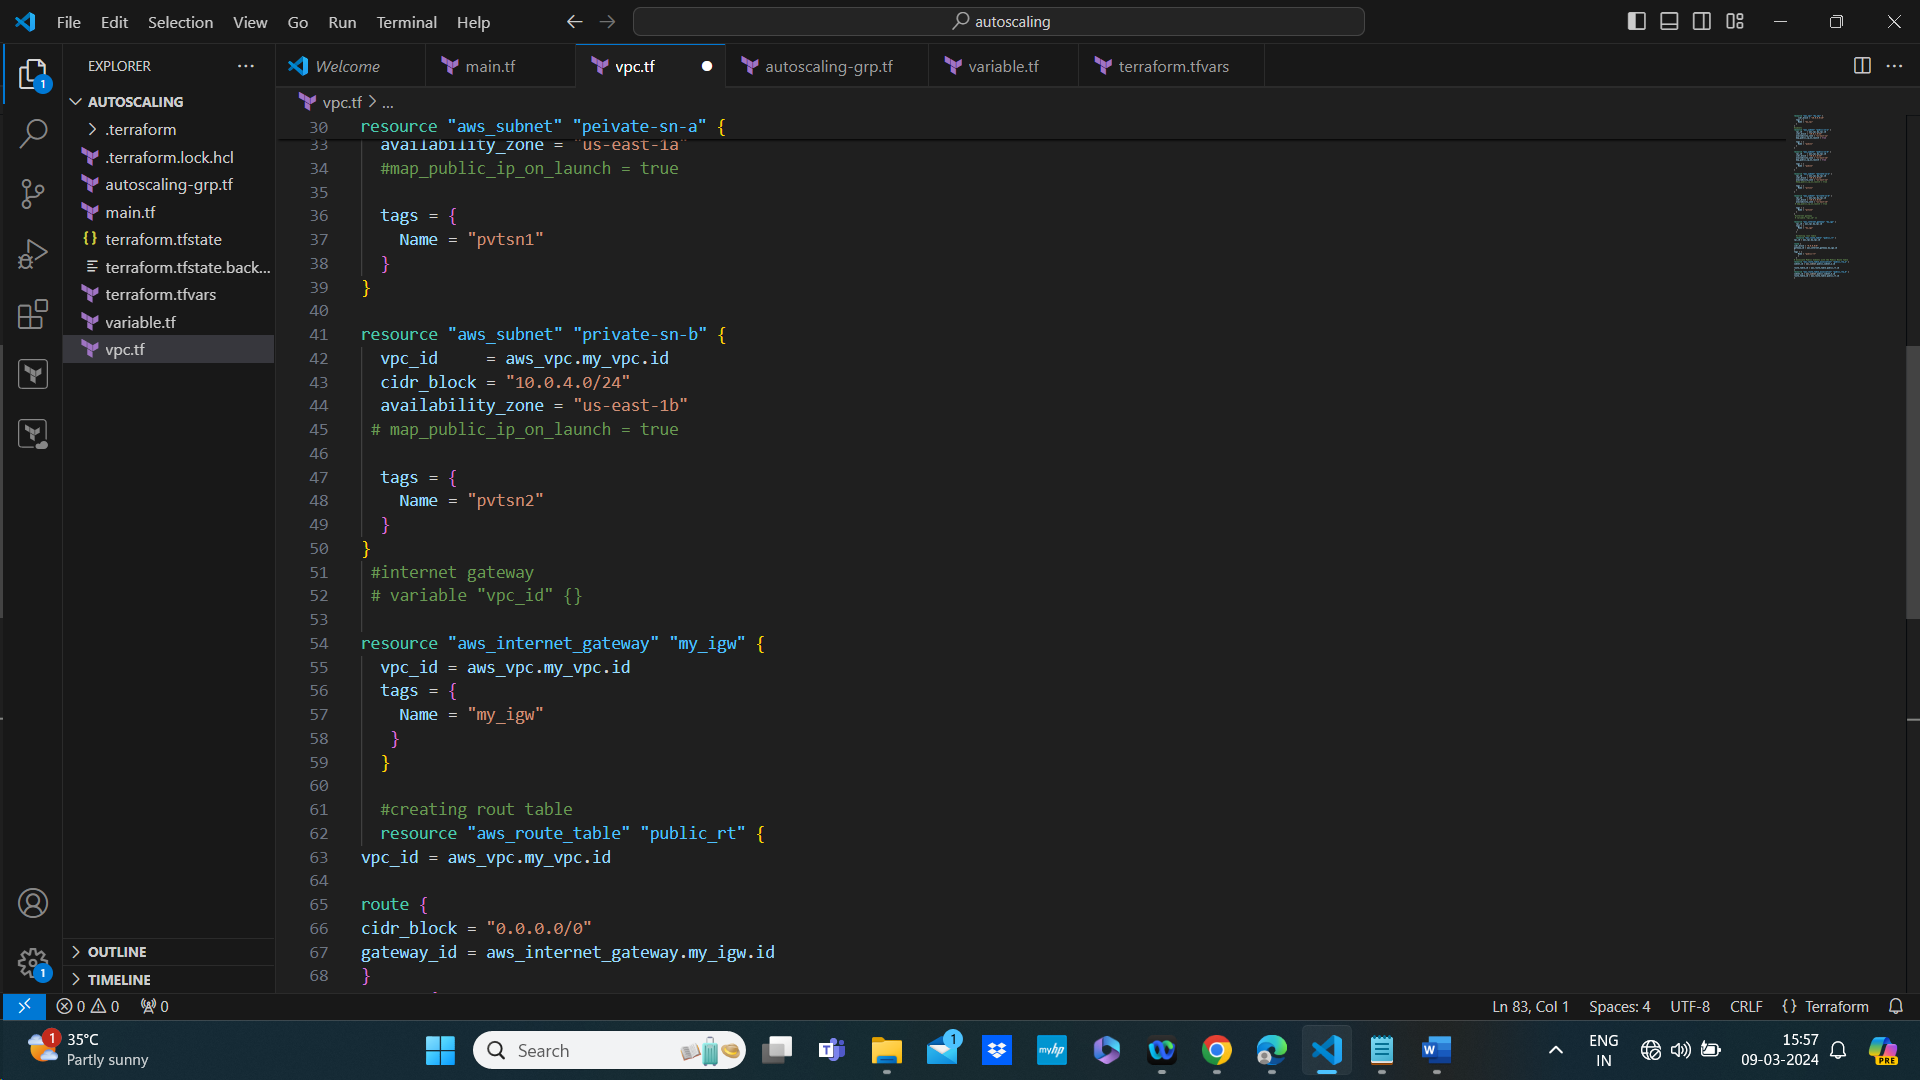 File Edit Selection View Go Run Terminal Help
autoscaling
EXPLORER
AUTOSCALING
.terraform
.terraform.lock.hcl
autoscaling-grp.tf
main.tf
terraform.tfstate
terraform.tfstate.back...
terraform.tfvars
variable.tf
vpc.tf
OUTLINE
TIMELINE
Welcome main.tf vpc.tf autoscaling-grp.tf variable.tf terraform.tfvars
vpc.tf > ...
30 resource "aws_subnet" "peivate-sn-a" {
33 availability_zone = "us-east-1a"
34 #map_public_ip_on_launch = true
35
36 tags = {
37 Name = "pvtsn1"
38 }
39 }
40
41 resource "aws_subnet" "private-sn-b" {
42 vpc_id     = aws_vpc.my_vpc.id
43 cidr_block = "10.0.4.0/24"
44 availability_zone = "us-east-1b"
45 # map_public_ip_on_launch = true
46
47 tags = {
48 Name = "pvtsn2"
49 }
50 }
51 #internet gateway
52 # variable "vpc_id" {}
53
54 resource "aws_internet_gateway" "my_igw" {
55 vpc_id = aws_vpc.my_vpc.id
56 tags = {
57 Name = "my_igw"
58 }
59 }
60
61 #creating rout table
62 resource "aws_route_table" "public_rt" {
63 vpc_id = aws_vpc.my_vpc.id
64
65 route {
66 cidr_block = "0.0.0.0/0"
67 gateway_id = aws_internet_gateway.my_igw.id
68 }
1
1
0 0 0
Ln 83, Col 1 Spaces: 4 UTF-8 CRLF {} Terraform
1 35°C
Partly sunny
Search
1
myhp
W
ENG
IN
15:57
09-03-2024
PRE